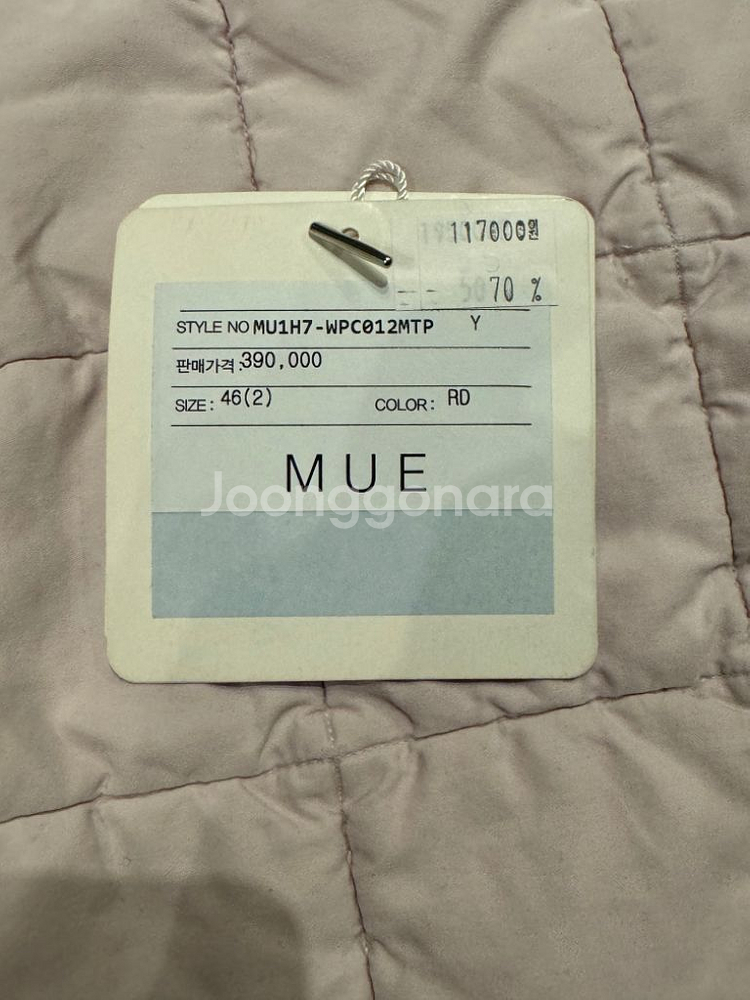 117000원
70 %
STYLE NO MU1H7-WPC012MTP Y
판매가격 : 390,000
SIZE : 46(2) COLOR : RD
MUE
Joonggonara